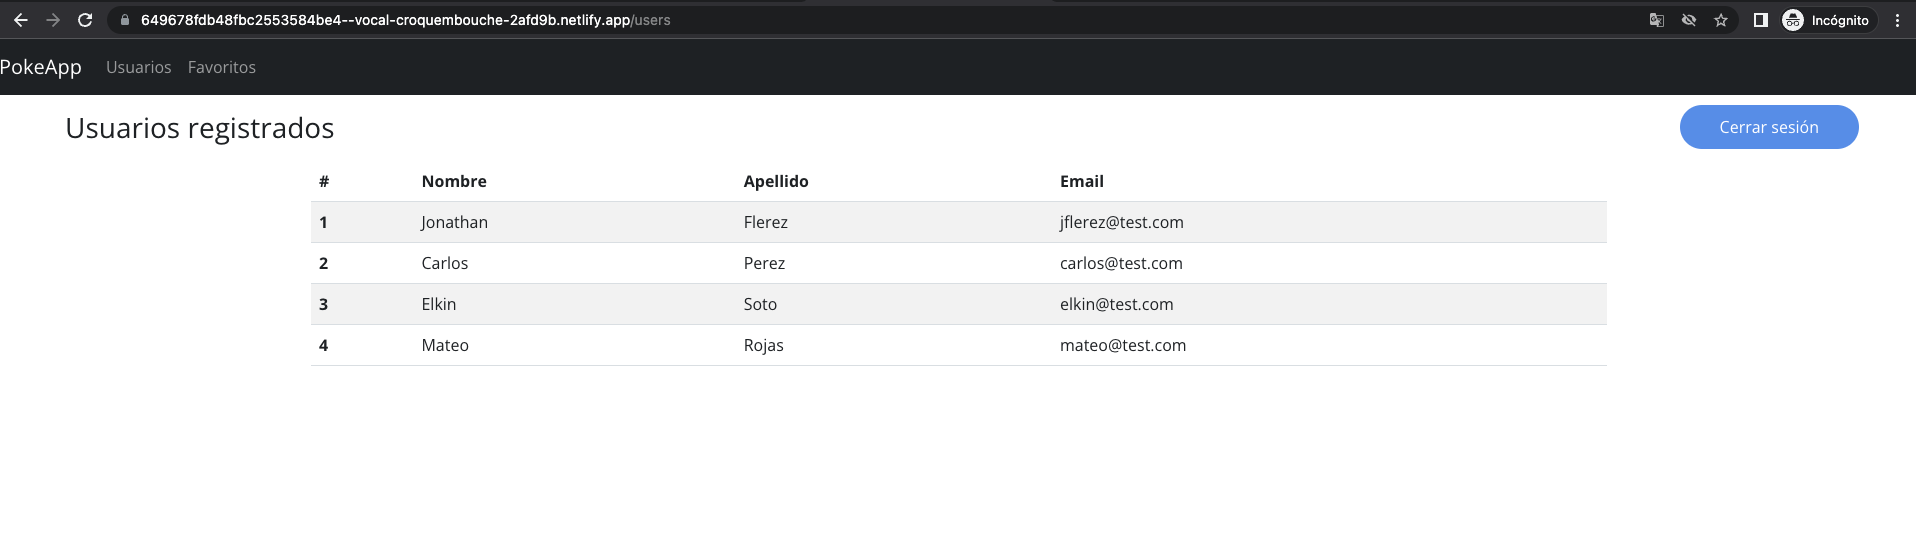 649678fdb48fbc2553584be4--vocal-croquembouche-2afd9b.netlify.app/users Incógnito
PokeApp Usuarios Favoritos
Usuarios registrados Cerrar sesión
# Nombre Apellido Email
1 Jonathan Flerez jflerez@test.com
2 Carlos Perez carlos@test.com
3 Elkin Soto elkin@test.com
4 Mateo Rojas mateo@test.com